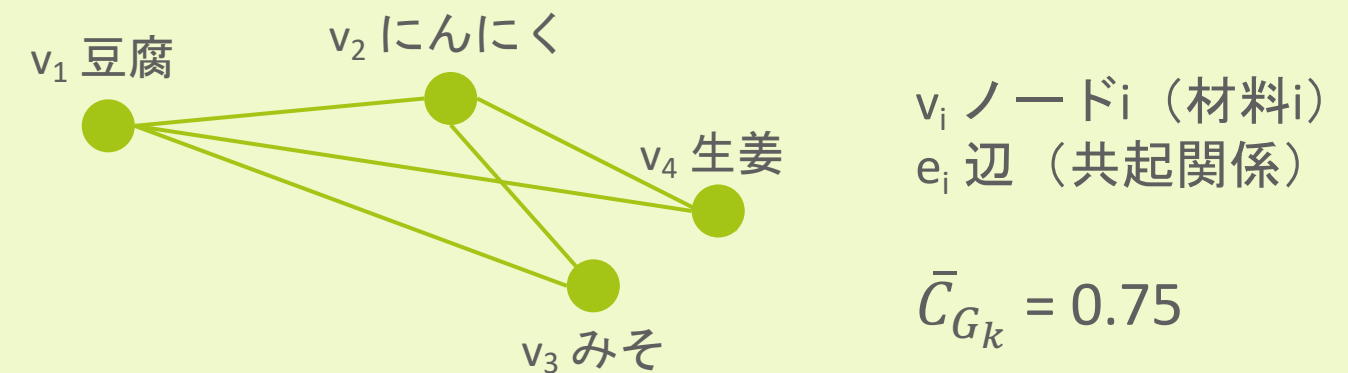 v₁ 豆腐
v₂ にんにく
v₄ 生姜
v₃ みそ
vᵢ ノードi（材料i）
eᵢ 辺（共起関係）
C̄_{G_k} = 0.75